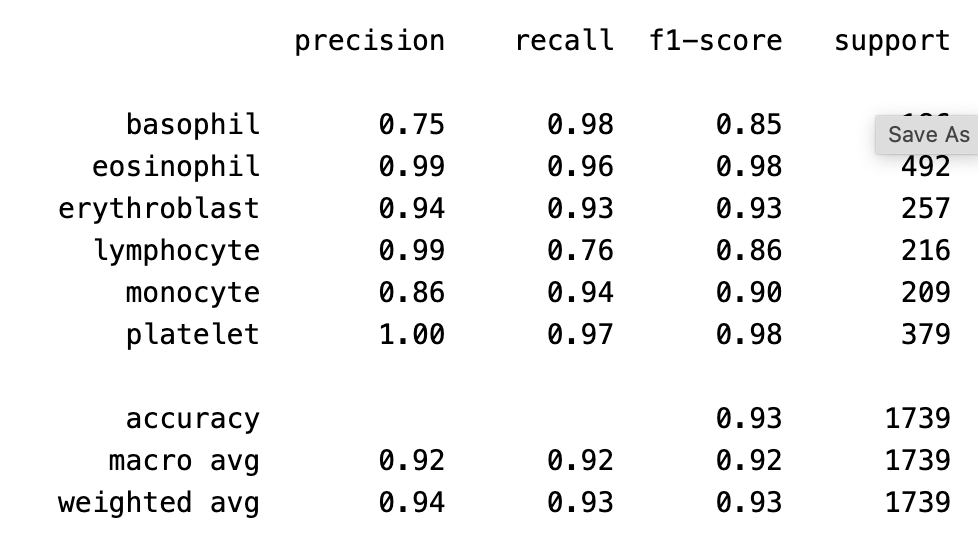 precision recall f1-score support
basophil 0.75 0.98 0.85
Save As
eosinophil 0.99 0.96 0.98 492
erythroblast 0.94 0.93 0.93 257
lymphocyte 0.99 0.76 0.86 216
monocyte 0.86 0.94 0.90 209
platelet 1.00 0.97 0.98 379
accuracy 0.93 1739
macro avg 0.92 0.92 0.92 1739
weighted avg 0.94 0.93 0.93 1739